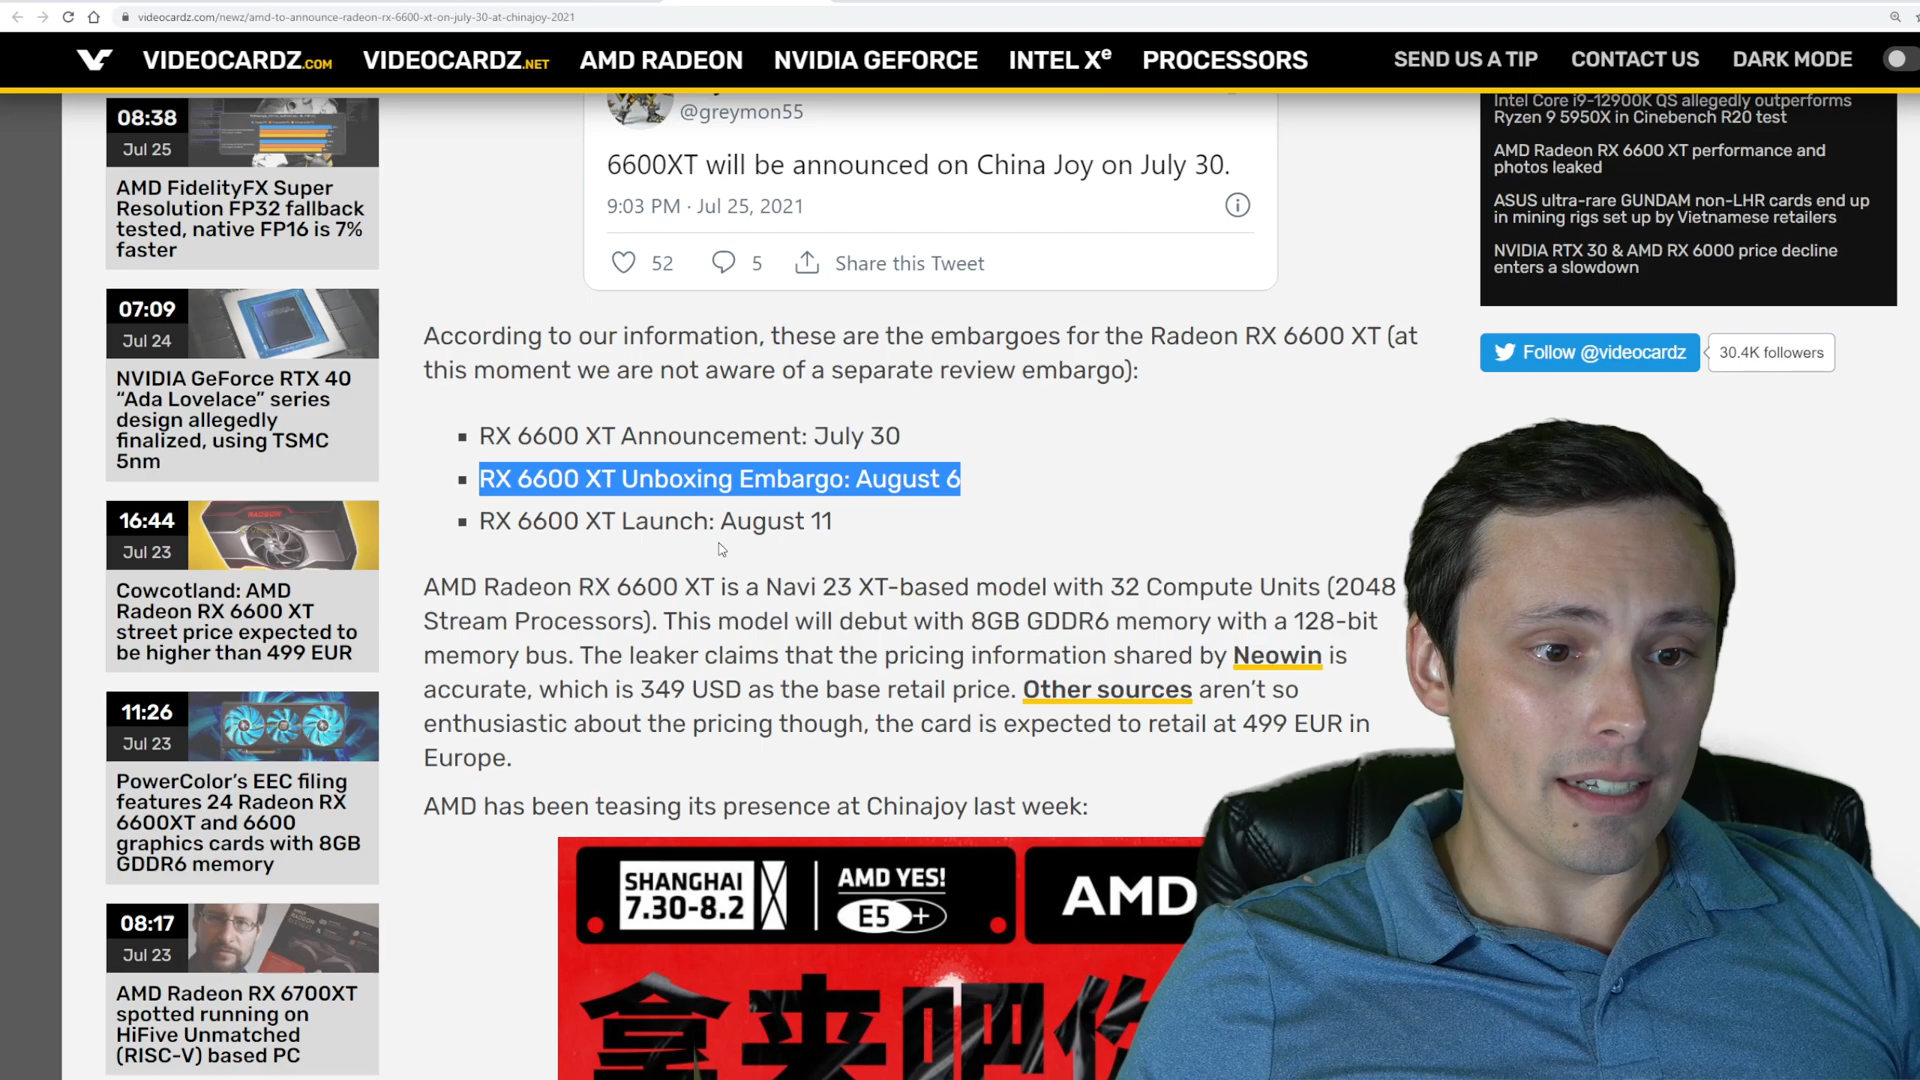 videocardz.com/newz/amd-to-announce-radeon-rx-6600-xt-on-july-30-at-chinajoy-2021
VIDEOCARDZ.COM
VIDEOCARDZ.NET
AMD RADEON
NVIDIA GEFORCE
INTEL Xe
PROCESSORS
SEND US A TIP
CONTACT US
DARK MODE
08:38
Jul 25
AMD FidelityFX Super
Resolution FP32 fallback
tested, native FP16 is 7%
faster
07:09
Jul 24
NVIDIA GeForce RTX 40
“Ada Lovelace” series
design allegedly
finalized, using TSMC
5nm
16:44
Jul 23
RADEON
Cowcotland: AMD
Radeon RX 6600 XT
street price expected to
be higher than 499 EUR
11:26
Jul 23
PowerColor’s EEC filing
features 24 Radeon RX
6600XT and 6600
graphics cards with 8GB
GDDR6 memory
08:17
Jul 23
AMD Radeon RX 6700XT
spotted running on
HiFive Unmatched
(RISC-V) based PC
@greymon55
6600XT will be announced on China Joy on July 30.
9:03 PM · Jul 25, 2021
52
5
Share this Tweet
According to our information, these are the embargoes for the Radeon RX 6600 XT (at
this moment we are not aware of a separate review embargo):
RX 6600 XT Announcement: July 30
RX 6600 XT Unboxing Embargo: August 6
RX 6600 XT Launch: August 11
AMD Radeon RX 6600 XT is a Navi 23 XT-based model with 32 Compute Units (2048
Stream Processors). This model will debut with 8GB GDDR6 memory with a 128-bit
memory bus. The leaker claims that the pricing information shared by Neowin is
accurate, which is 349 USD as the base retail price. Other sources aren’t so
enthusiastic about the pricing though, the card is expected to retail at 499 EUR in
Europe.
AMD has been teasing its presence at Chinajoy last week:
SHANGHAI
7.30-8.2
AMD YES!
E5 +
AMD
拿来吧你
Intel Core i9-12900K QS allegedly outperforms
Ryzen 9 5950X in Cinebench R20 test
AMD Radeon RX 6600 XT performance and
photos leaked
ASUS ultra-rare GUNDAM non-LHR cards end up
in mining rigs set up by Vietnamese retailers
NVIDIA RTX 30 & AMD RX 6000 price decline
enters a slowdown
Follow @videocardz
30.4K followers